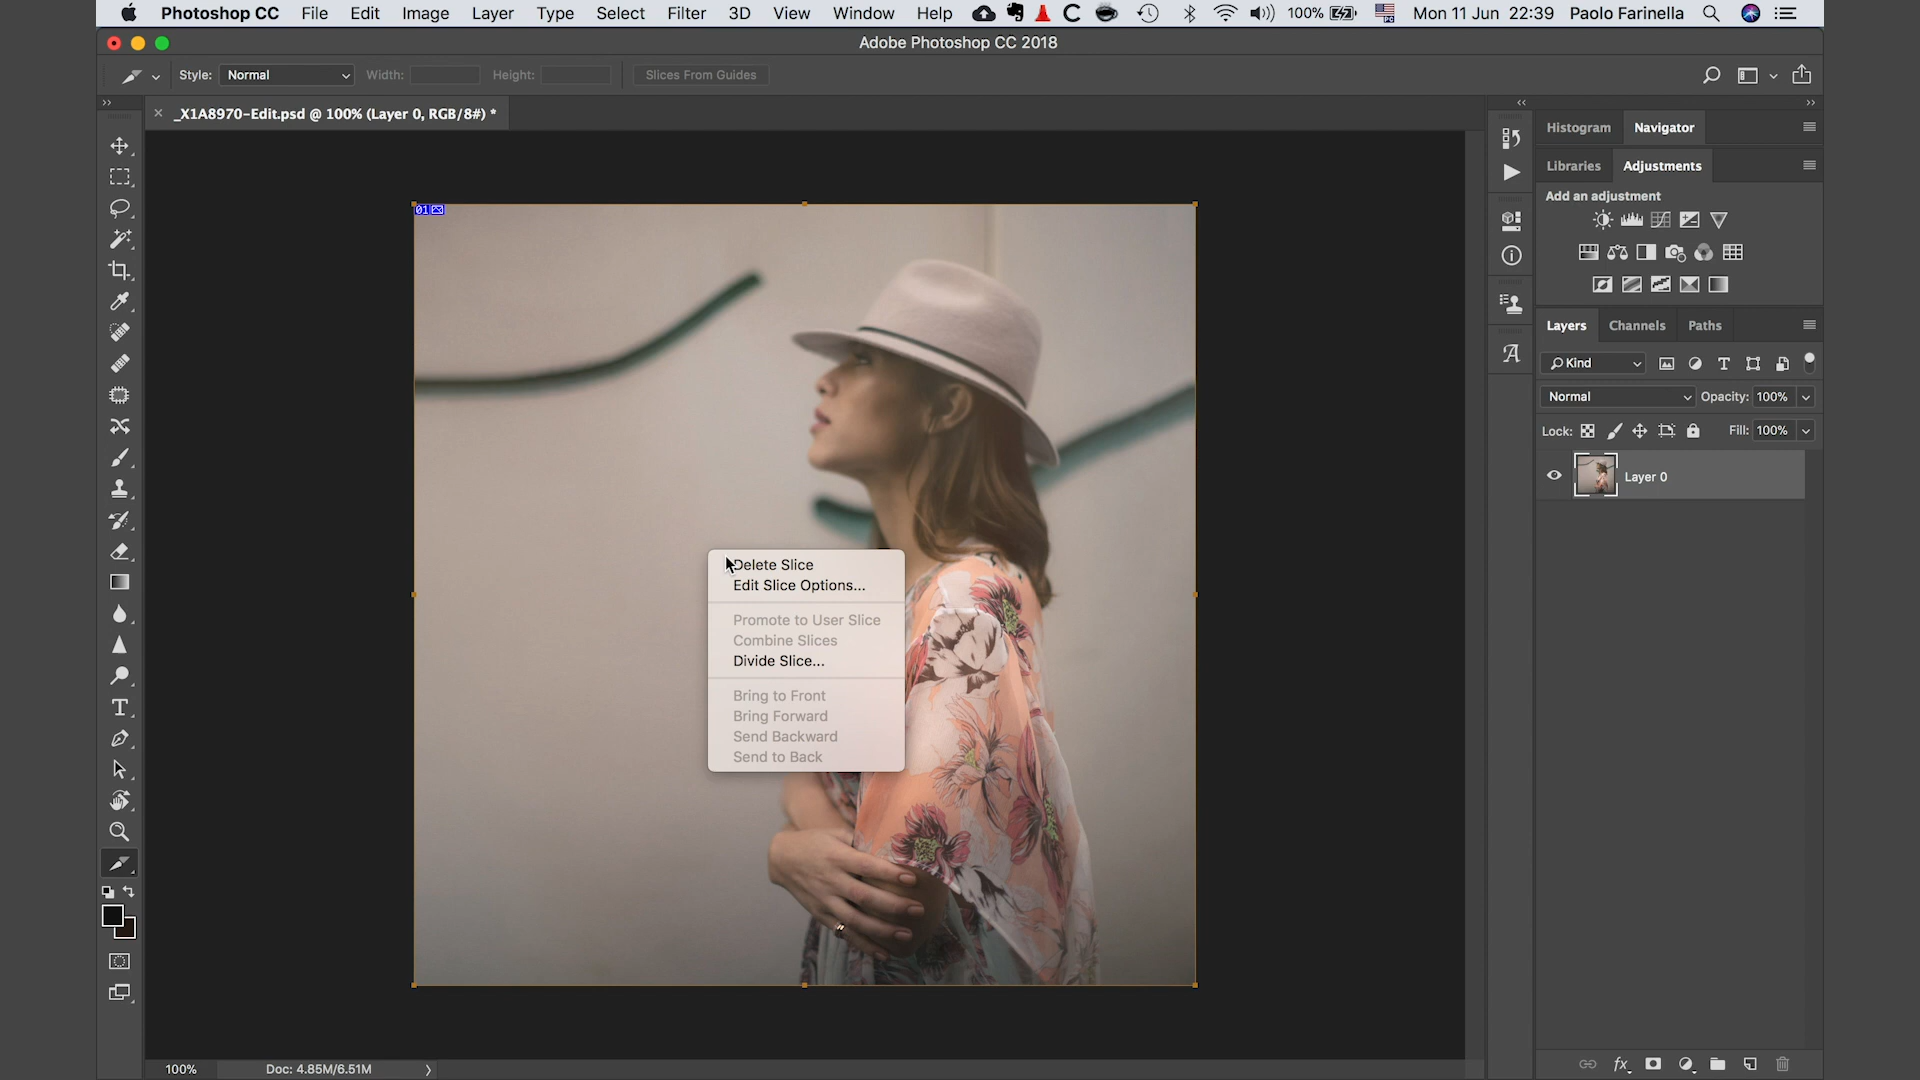 Photoshop CC File Edit Image Layer Type Select Filter 3D View Window Help 100% Mon 11 Jun 22:39 Paolo Farinella
Adobe Photoshop CC 2018
Style: Normal Width: Height: Slices From Guides
_X1A8970-Edit.psd @ 100% (Layer 0, RGB/8#) *
Histogram Navigator
Libraries Adjustments
Add an adjustment
01
Layers Channels Paths
Kind
Normal Opacity: 100%
Lock: Fill: 100%
Layer 0
Delete Slice
Edit Slice Options...
Promote to User Slice
Combine Slices
Divide Slice...
Bring to Front
Bring Forward
Send Backward
Send to Back
100% Doc: 4.85M/6.51M
fx